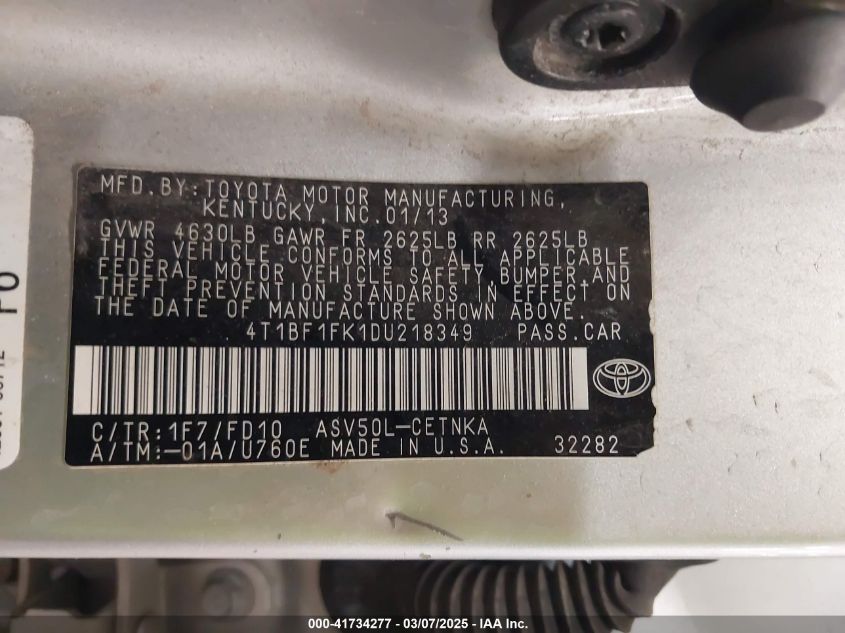 MFD.BY:TOYOTA MOTOR MANUFACTURING,
KENTUCKY,INC.01/13
GVWR 4630LB GAWR FR 2625LB RR 2625LB
THIS VEHICLE CONFORMS TO ALL APPLICABLE
FEDERAL MOTOR VEHICLE SAFETY,BUMPER,AND
THEFT PREVENTION STANDARDS IN EFFECT ON
THE DATE OF MANUFACTURE SHOWN ABOVE.
4T1BF1FK1DU218349 PASS.CAR
C/TR:1F7/FD10 ASV50L-CETNKA
A/TM:-01A/U760E MADE IN U.S.A. 32282
PO
000-41734277 - 03/07/2025 - IAA Inc.